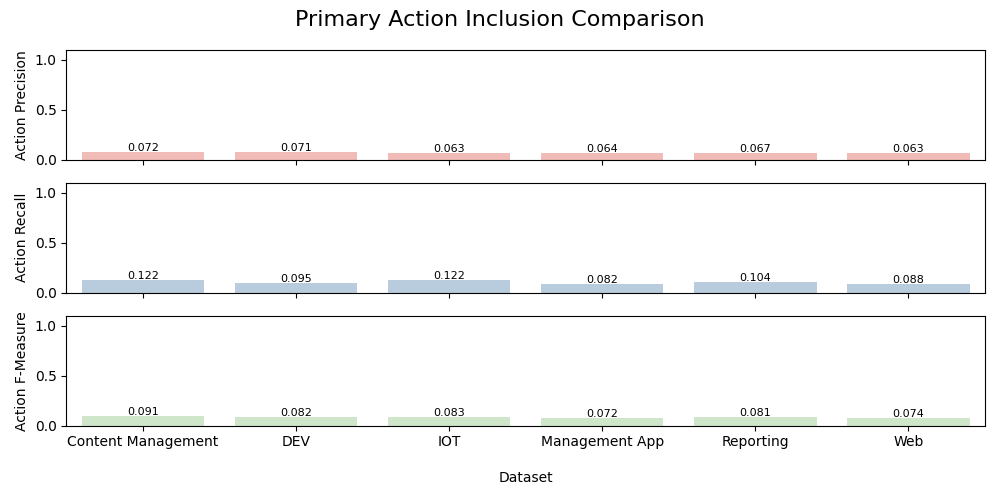 Primary Action Inclusion Comparison
Action Precision
1.0
0.5
0.0
0.072 0.071 0.063 0.064 0.067 0.063
Action Recall
1.0
0.5
0.0
0.122 0.095 0.122 0.082 0.104 0.088
Action F-Measure
1.0
0.5
0.0
0.091 0.082 0.083 0.072 0.081 0.074
Content Management DEV IOT Management App Reporting Web
Dataset